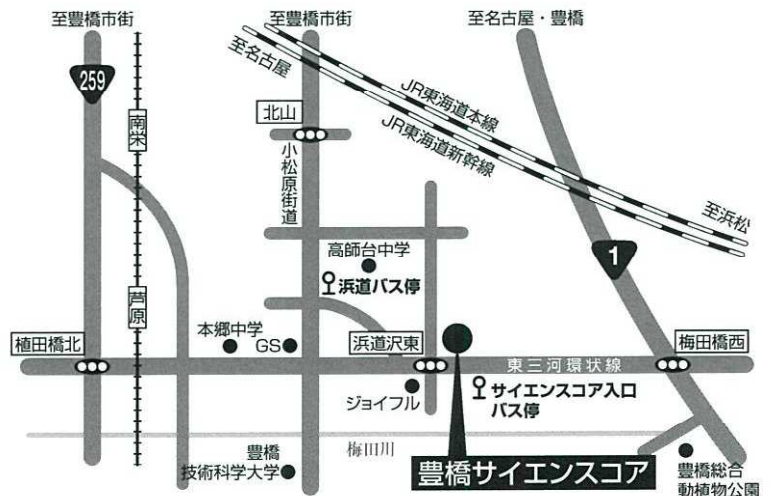 至豊橋市街
至豊橋市街
至名古屋・豊橋
259
至名古屋
JR東海道本線
JR東海道新幹線
至浜松
南栄
北山
小松原街道
高師台中学
浜道バス停
1
芦原
植田橋北
本郷中学
GS
浜道沢東
東三河環状線
梅田橋西
ジョイフル
サイエンスコア入口
バス停
梅田川
豊橋
技術科学大学
豊橋サイエンスコア
豊橋総合
動植物公園